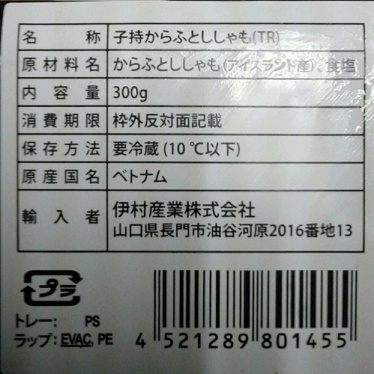 名称 子持からふとししゃも(TR)
原材料名 からふとししゃも(アイスランド産)、食塩
内容量 300g
消費期限 枠外反対面記載
保存方法 要冷蔵(10℃以下)
原産国名 ベトナム
輸入者 伊村産業株式会社
山口県長門市油谷河原2016番地13
プラ
トレー: PS
ラップ:EVAC, PE
4 521289 801455